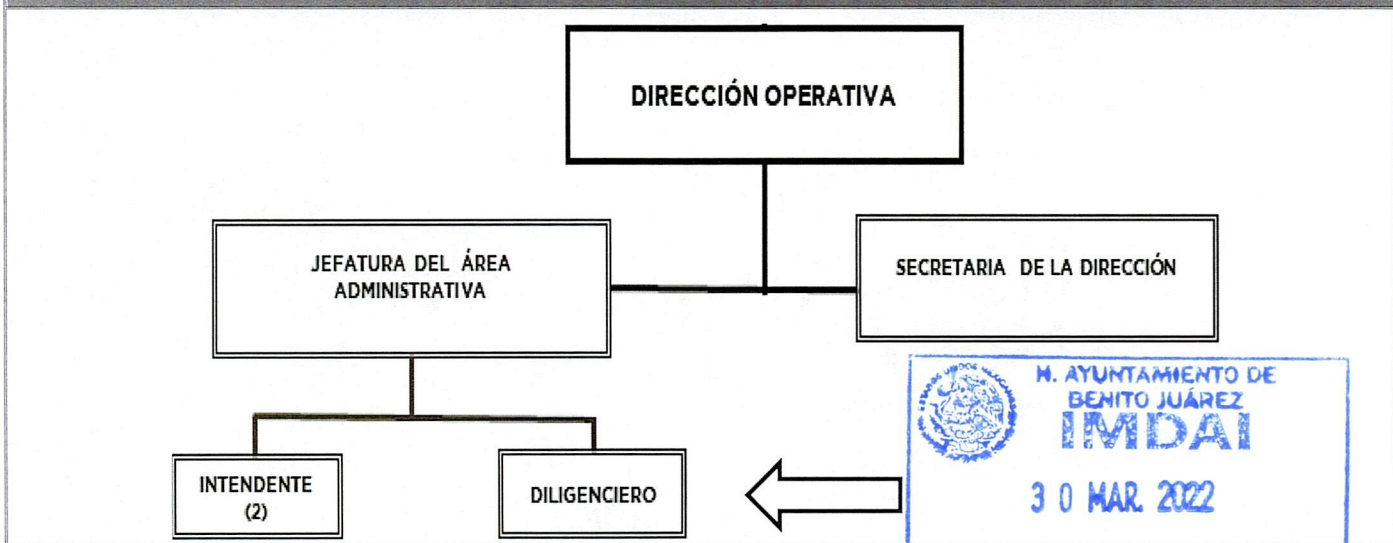 DIRECCIÓN OPERATIVA
JEFATURA DEL ÁREA
ADMINISTRATIVA
SECRETARIA DE LA DIRECCIÓN
INTENDENTE
(2)
DILIGENCIERO
H. AYUNTAMIENTO DE
BENITO JUÁREZ
IMDAI
30 MAR. 2022